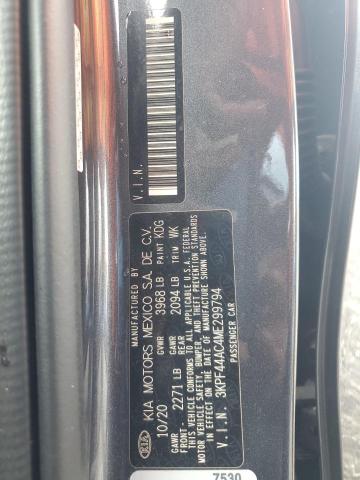 V.I.N.
KIA
MANUFACTURED BY
KIA MOTORS MEXICO S.A. DE C.V.
10/20 GVWR 3968 LB PAINT KDG
GAWR 2271 LB GAWR 2094 LB TRIM WK
REAR
THIS VEHICLE CONFORMS TO ALL APPLICABLE U.S.A. FEDERAL
MOTOR VEHICLE SAFETY, BUMPER, AND THEFT PREVENTION STANDARDS
IN EFFECT ON THE DATE OF MANUFACTURE SHOWN ABOVE.
V.I.N. 3KPF44AC4ME299794
PASSENGER CAR
7530